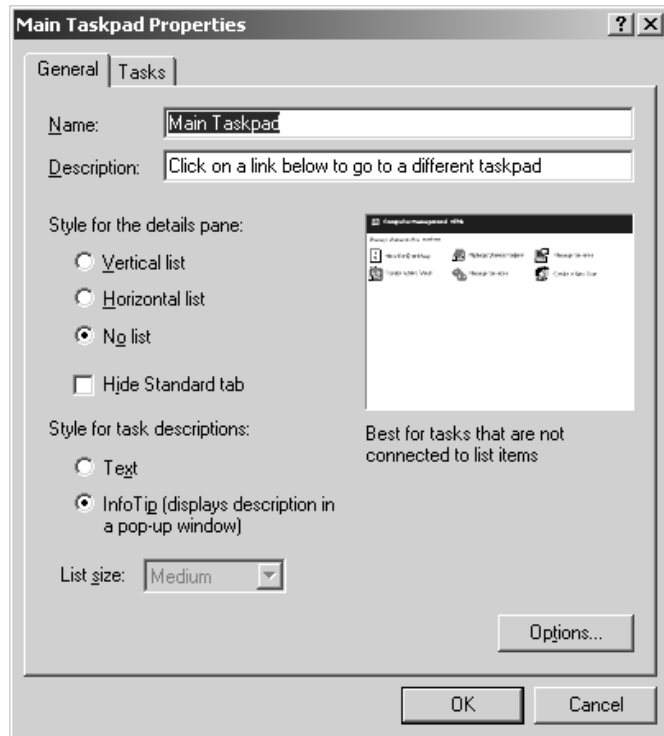 Main Taskpad Properties
General
Tasks
Name:
Main Taskpad
Description:
Click on a link below to go to a different taskpad
Style for the details pane:
Vertical list
Horizontal list
No list
Hide Standard tab
Best for tasks that are not
connected to list items
Style for task descriptions:
Text
InfoTip (displays description in
a pop-up window)
List size:
Medium
Options...
OK
Cancel